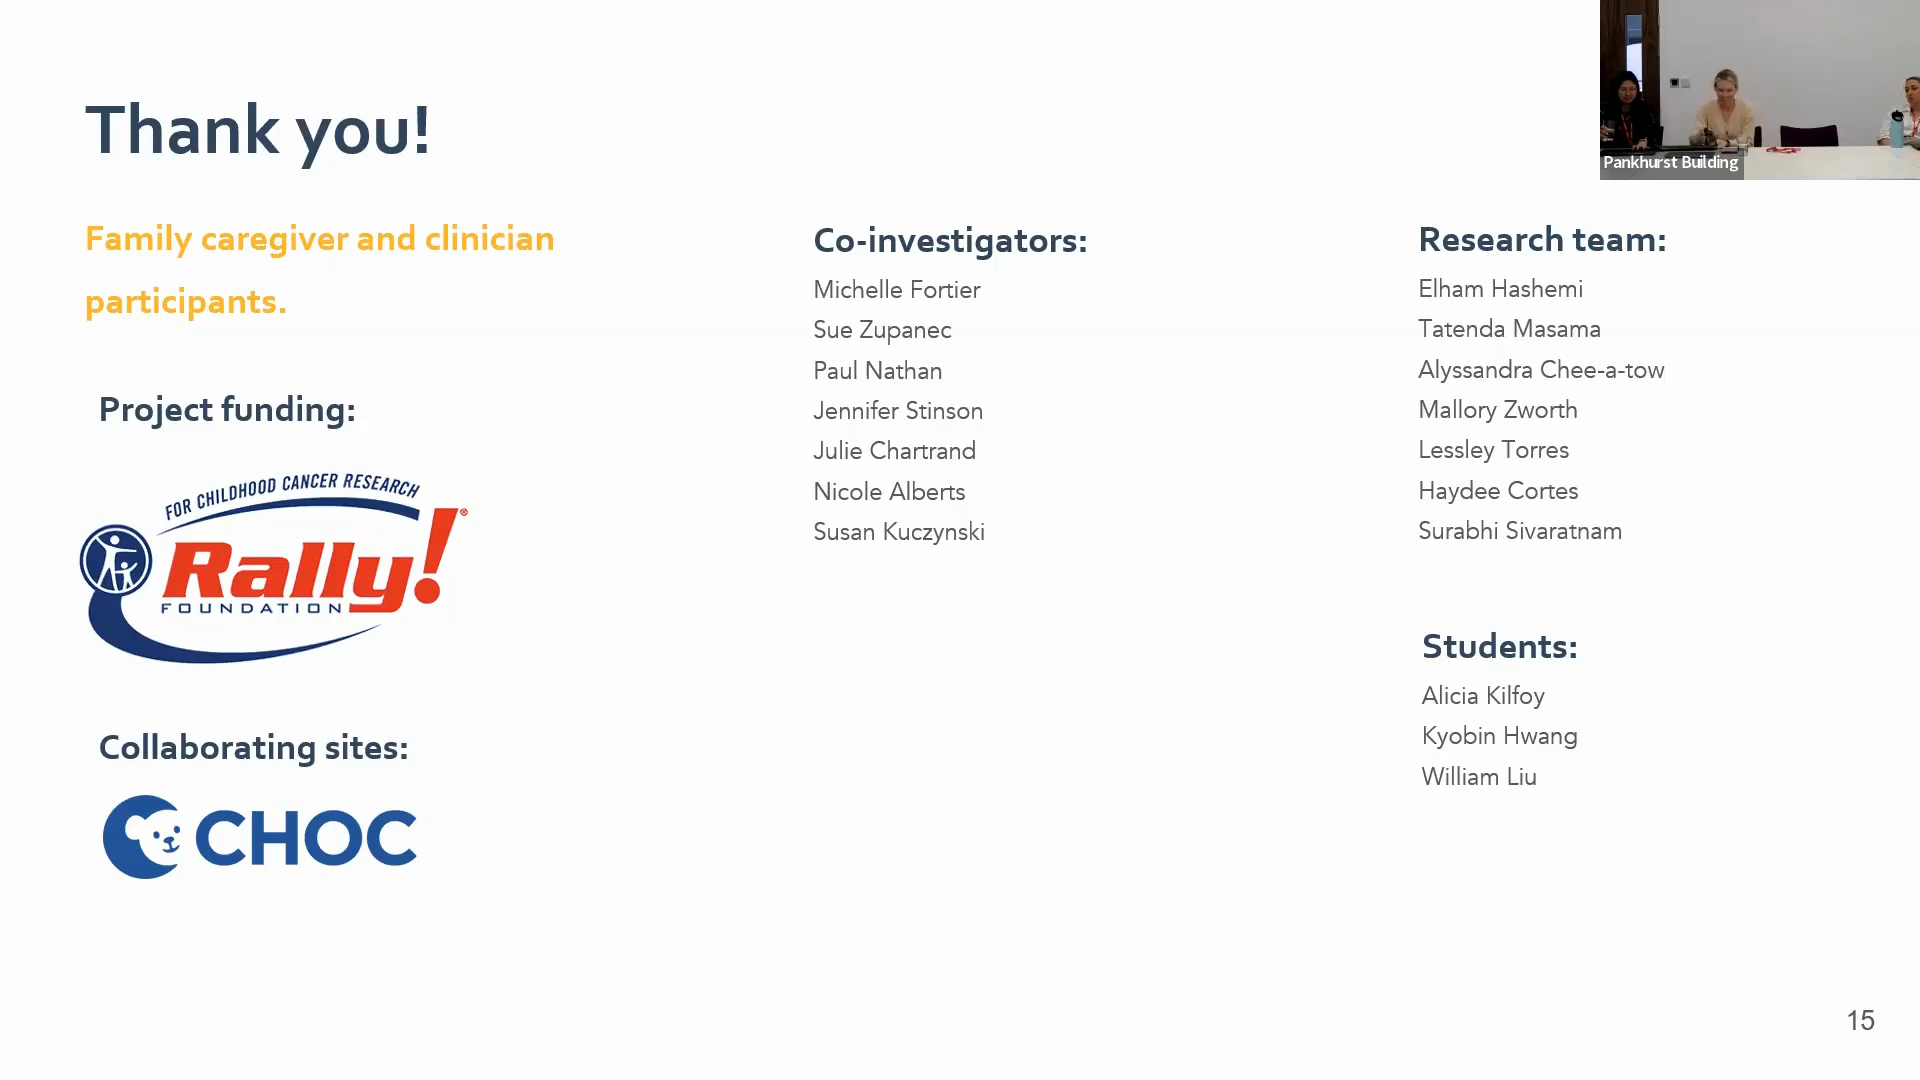 Thank you!
Family caregiver and clinician
participants.
Project funding:
FOR CHILDHOOD CANCER RESEARCH
Rally!®
FOUNDATION
Collaborating sites:
CHOC
Co-investigators:
Michelle Fortier
Sue Zupanec
Paul Nathan
Jennifer Stinson
Julie Chartrand
Nicole Alberts
Susan Kuczynski
Research team:
Elham Hashemi
Tatenda Masama
Alyssandra Chee-a-tow
Mallory Zworth
Lessley Torres
Haydee Cortes
Surabhi Sivaratnam
Students:
Alicia Kilfoy
Kyobin Hwang
William Liu
Pankhurst Building
15